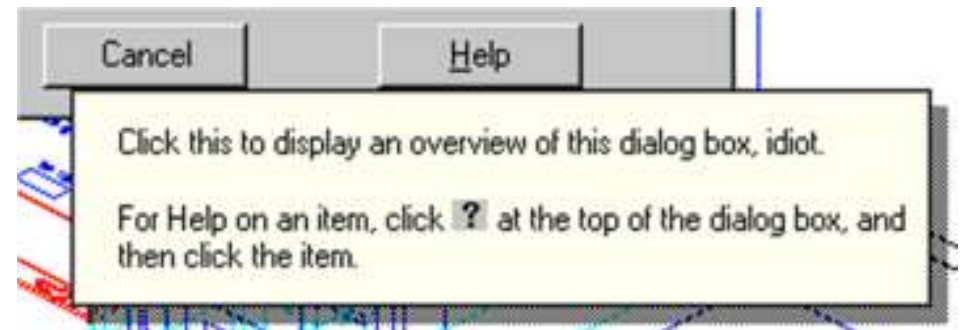 Cancel Help
Click this to display an overview of this dialog box, idiot.
For Help on an item, click ? at the top of the dialog box, and
then click the item.